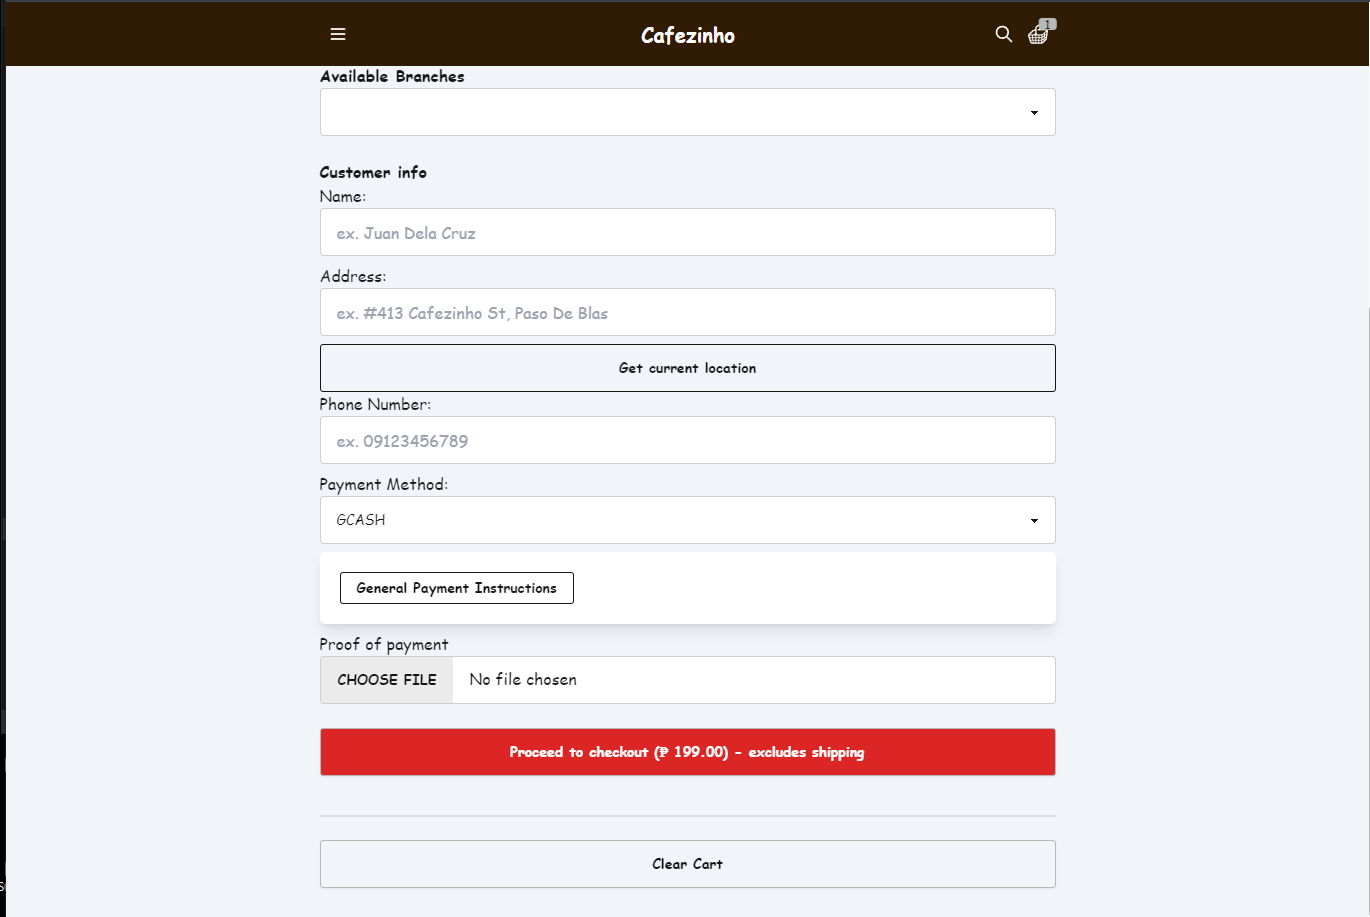 Cafezinho
1
Available Branches
Customer info
Name:
ex. Juan Dela Cruz
Address:
ex. #413 Cafezinho St, Paso De Blas
Get current location
Phone Number:
ex. 09123456789
Payment Method:
GCASH
General Payment Instructions
Proof of payment
CHOOSE FILE No file chosen
Proceed to checkout (₱ 199.00) - excludes shipping
Clear Cart